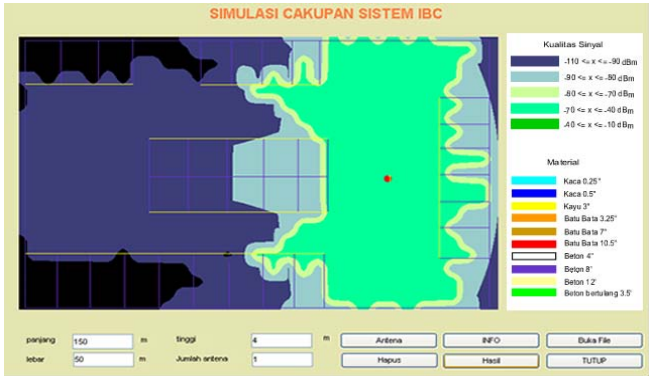 SIMULASI CAKUPAN SISTEM IBC
Kualitas Sinyal
-110 <= x <= -90 dBm
-90 <= x <= -80 dBm
-80 <= x <= -70 dBm
-70 <= x <= -40 dBm
-40 <= x <= -10 dBm
Material
Kaca 0.25"
Kaca 0.5"
Kayu 3"
Batu Bata 3.25"
Batu Bata 7"
Batu Bata 10.5"
Beton 4"
Beton 8"
Beton 12'
Beton bertulang 3.5'
panjang 150 m tinggi 4 m Antena INFO Buka File
lebar 50 m Jumlah antena 1 Hapus Hasil TUTUP